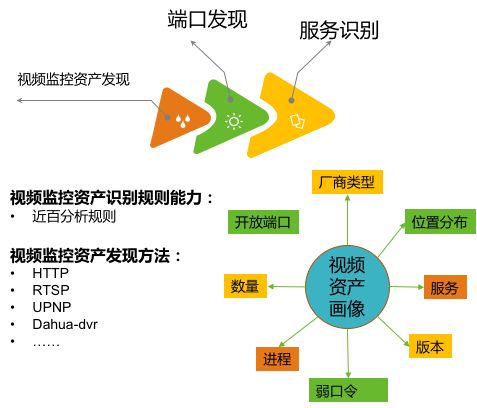 端口发现
服务识别
视频监控资产发现
视频监控资产识别规则能力：
• 近百分析规则
视频监控资产发现方法：
• HTTP
• RTSP
• UPNP
• Dahua-dvr
• ……
厂商类型
开放端口
位置分布
视频
资产
画像
数量
服务
进程
版本
弱口令